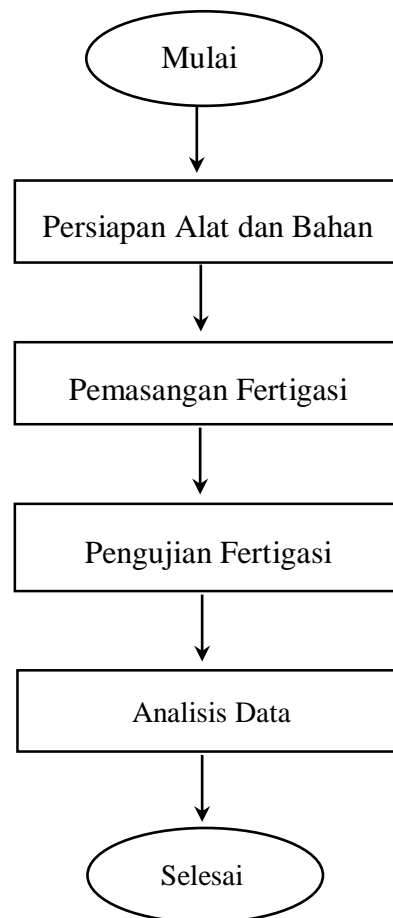 Mulai
Persiapan Alat dan Bahan
Pemasangan Fertigasi
Pengujian Fertigasi
Analisis Data
Selesai